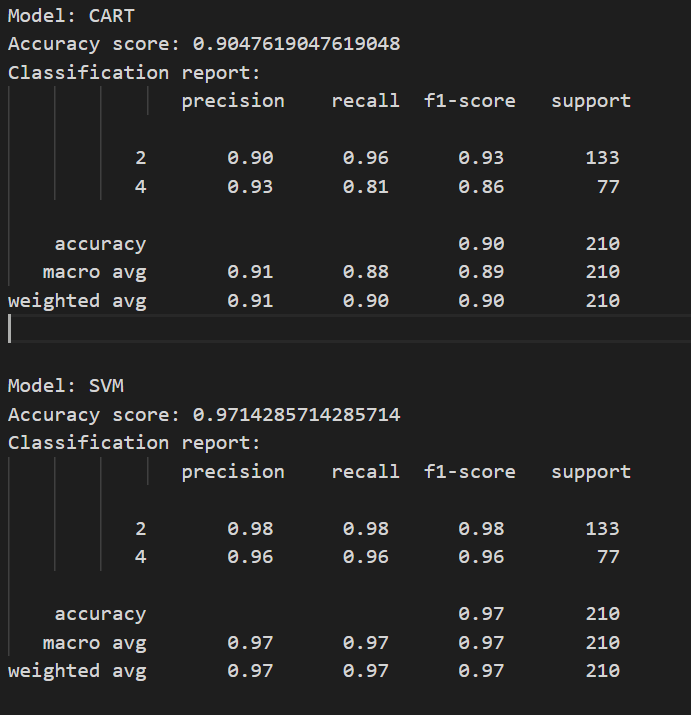 Model: CART
Accuracy score: 0.9047619047619048
Classification report:
precision recall f1-score support
2 0.90 0.96 0.93 133
4 0.93 0.81 0.86 77
accuracy 0.90 210
macro avg 0.91 0.88 0.89 210
weighted avg 0.91 0.90 0.90 210
Model: SVM
Accuracy score: 0.9714285714285714
Classification report:
precision recall f1-score support
2 0.98 0.98 0.98 133
4 0.96 0.96 0.96 77
accuracy 0.97 210
macro avg 0.97 0.97 0.97 210
weighted avg 0.97 0.97 0.97 210